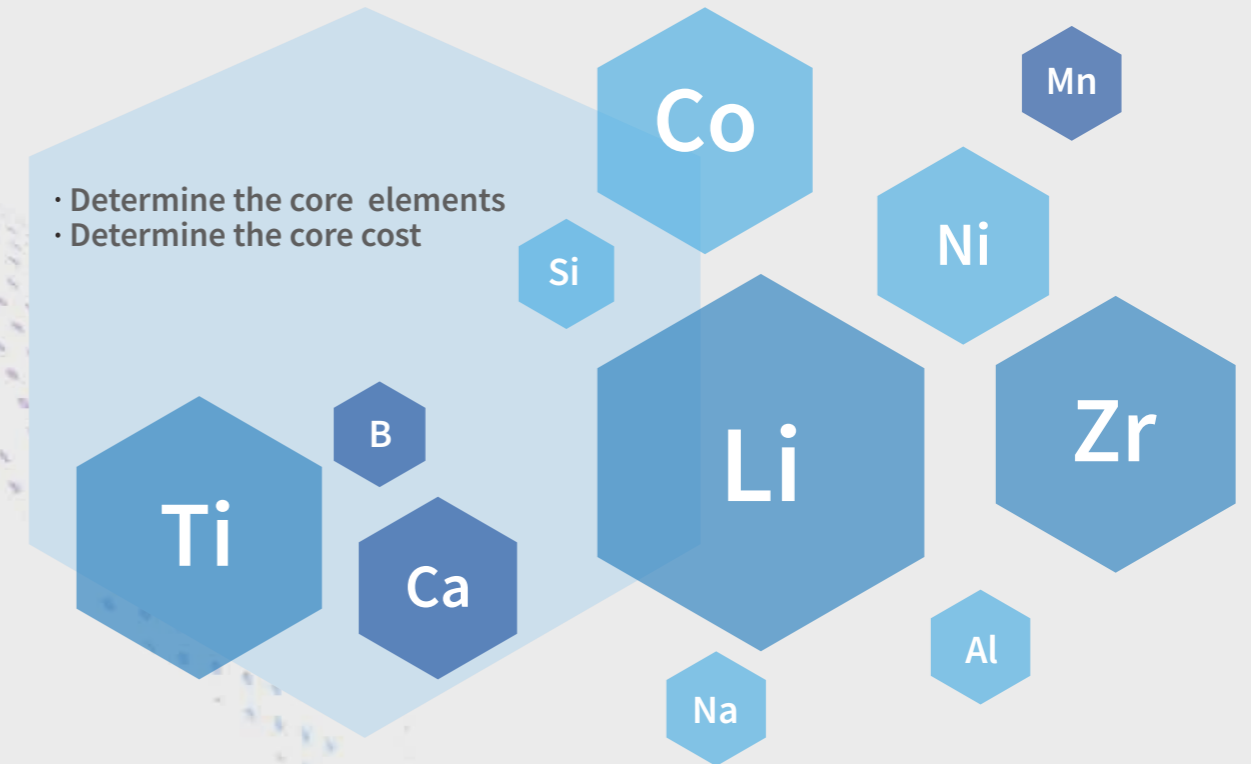 Co
Mn
· Determine the core  elements
· Determine the core cost
Ni
Si
Zr
B
Li
Ti
Ca
Al
Na